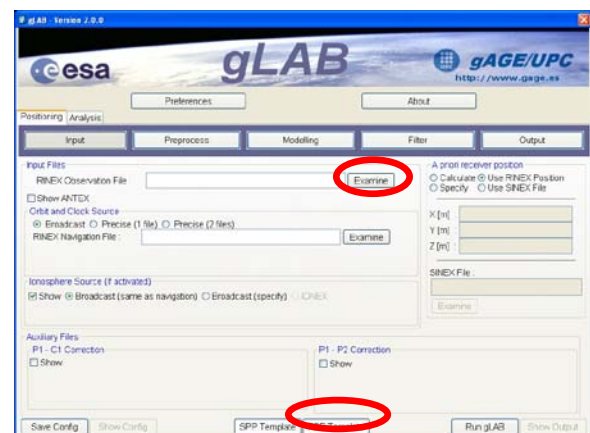 gLAB - Version 2.0.0
esa
gLAB
gAGE/UPC
http://www.gage.es
Preferences
About
Positioning
Analysis
Input
Preprocess
Modelling
Filter
Output
Input Files
RINEX Observation File
Examine
Show ANTEX
Orbit and Clock Source
Broadcast
Precise (1 file)
Precise (2 files)
RINEX Navigation File :
Examine
Ionosphere Source (if activated)
Show
Broadcast (same as navigation)
Broadcast (specify)
IONEX
A priori receiver position
Calculate
Use RINEX Position
Specify
Use SINEX File
X [m]
Y [m]
Z [m] :
SINEX File :
Examine
Auxiliary Files
P1 - C1 Correction
Show
P1 - P2 Correction
Show
Save Config
Show Config
SPP Template
Template
Run gLAB
Show Output